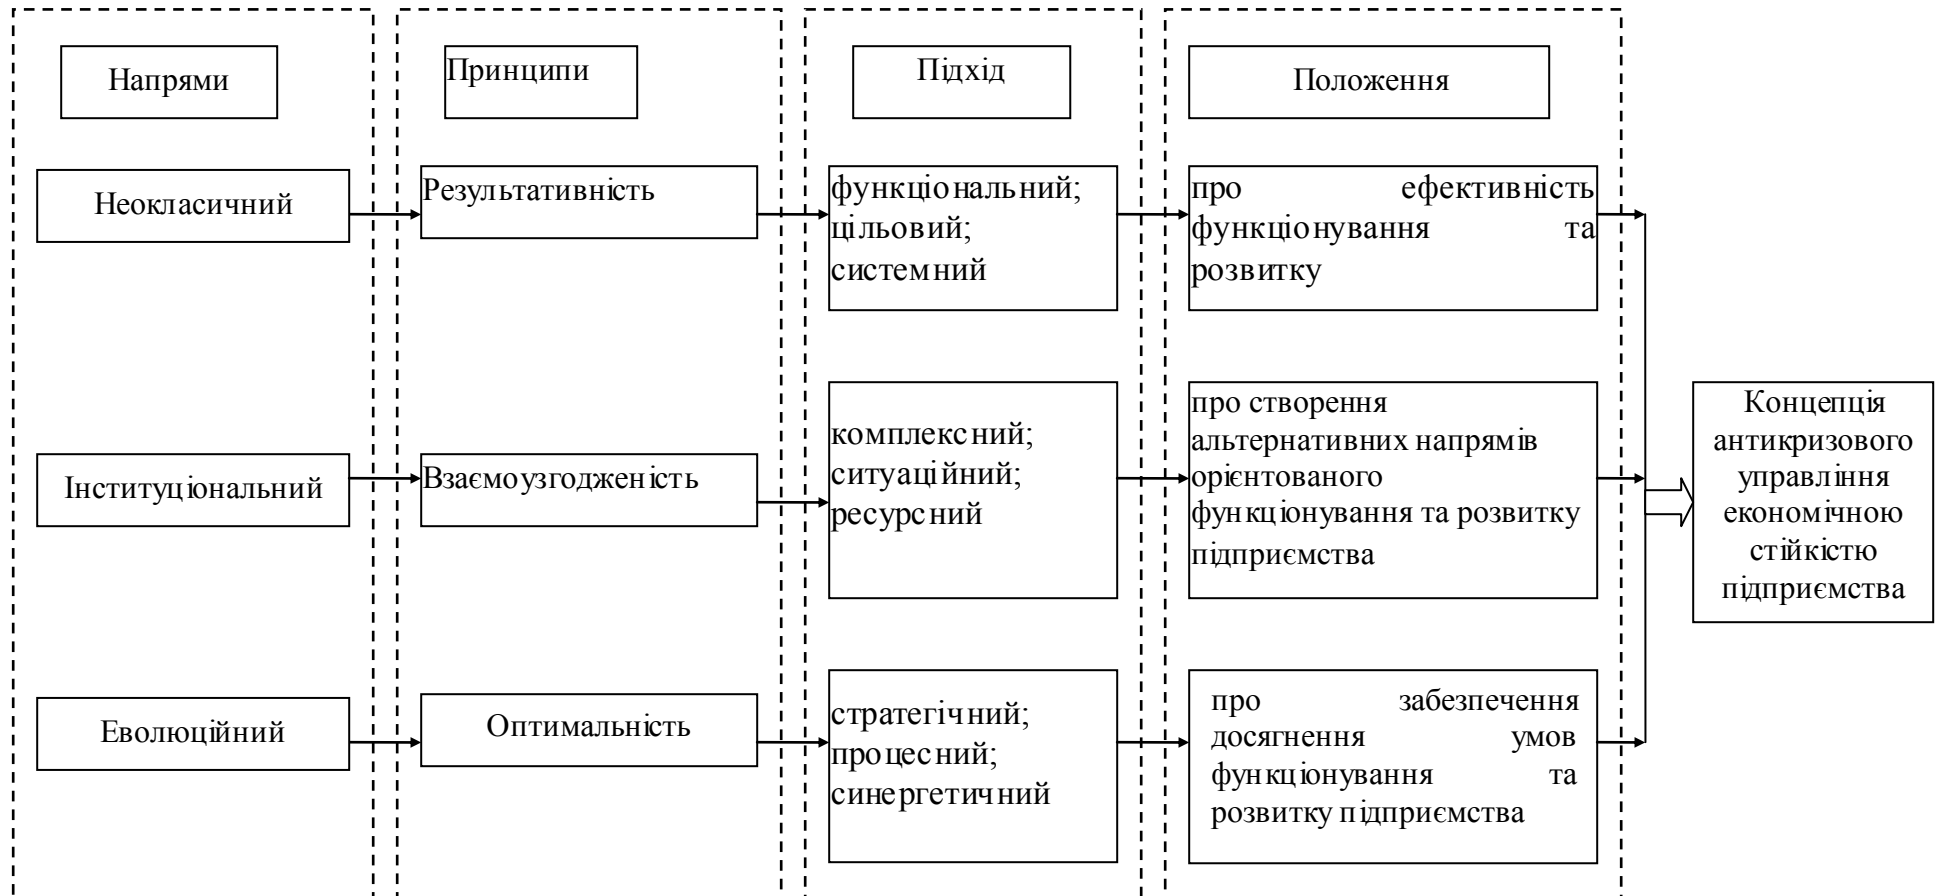 Напрями
Принципи
Підхід
Положення
Неокласичний
Результативність
функціональний;
цільовий;
системний
про ефективність
функціонування та
розвитку
Інституціональний
Взаємоузгодженість
комплексний;
ситуаційний;
ресурсний
про створення
альтернативних напрямів
орієнтованого
функціонування та розвитку
підприємства
Концепція
антикризового
управління
економічною
стійкістю
підприємства
Еволюційний
Оптимальність
стратегічний;
процесний;
синергетичний
про забезпечення
досягнення умов
функціонування та
розвитку підприємства